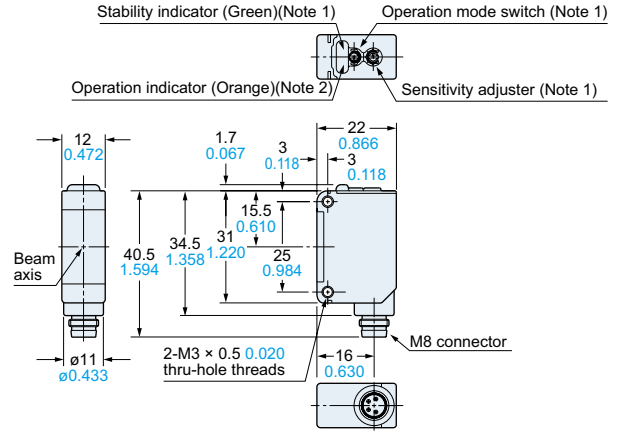 Stability indicator (Green)(Note 1)
Operation mode switch (Note 1)
Operation indicator (Orange)(Note 2)
Sensitivity adjuster (Note 1)
12
0.472
1.7
0.067
3
0.118
22
0.866
3
0.118
15.5
0.610
40.5
1.594
34.5
1.358
31
1.220
25
0.984
Beam
axis
ø11
ø0.433
2-M3 × 0.5 0.020
thru-hole threads
16
0.630
M8 connector